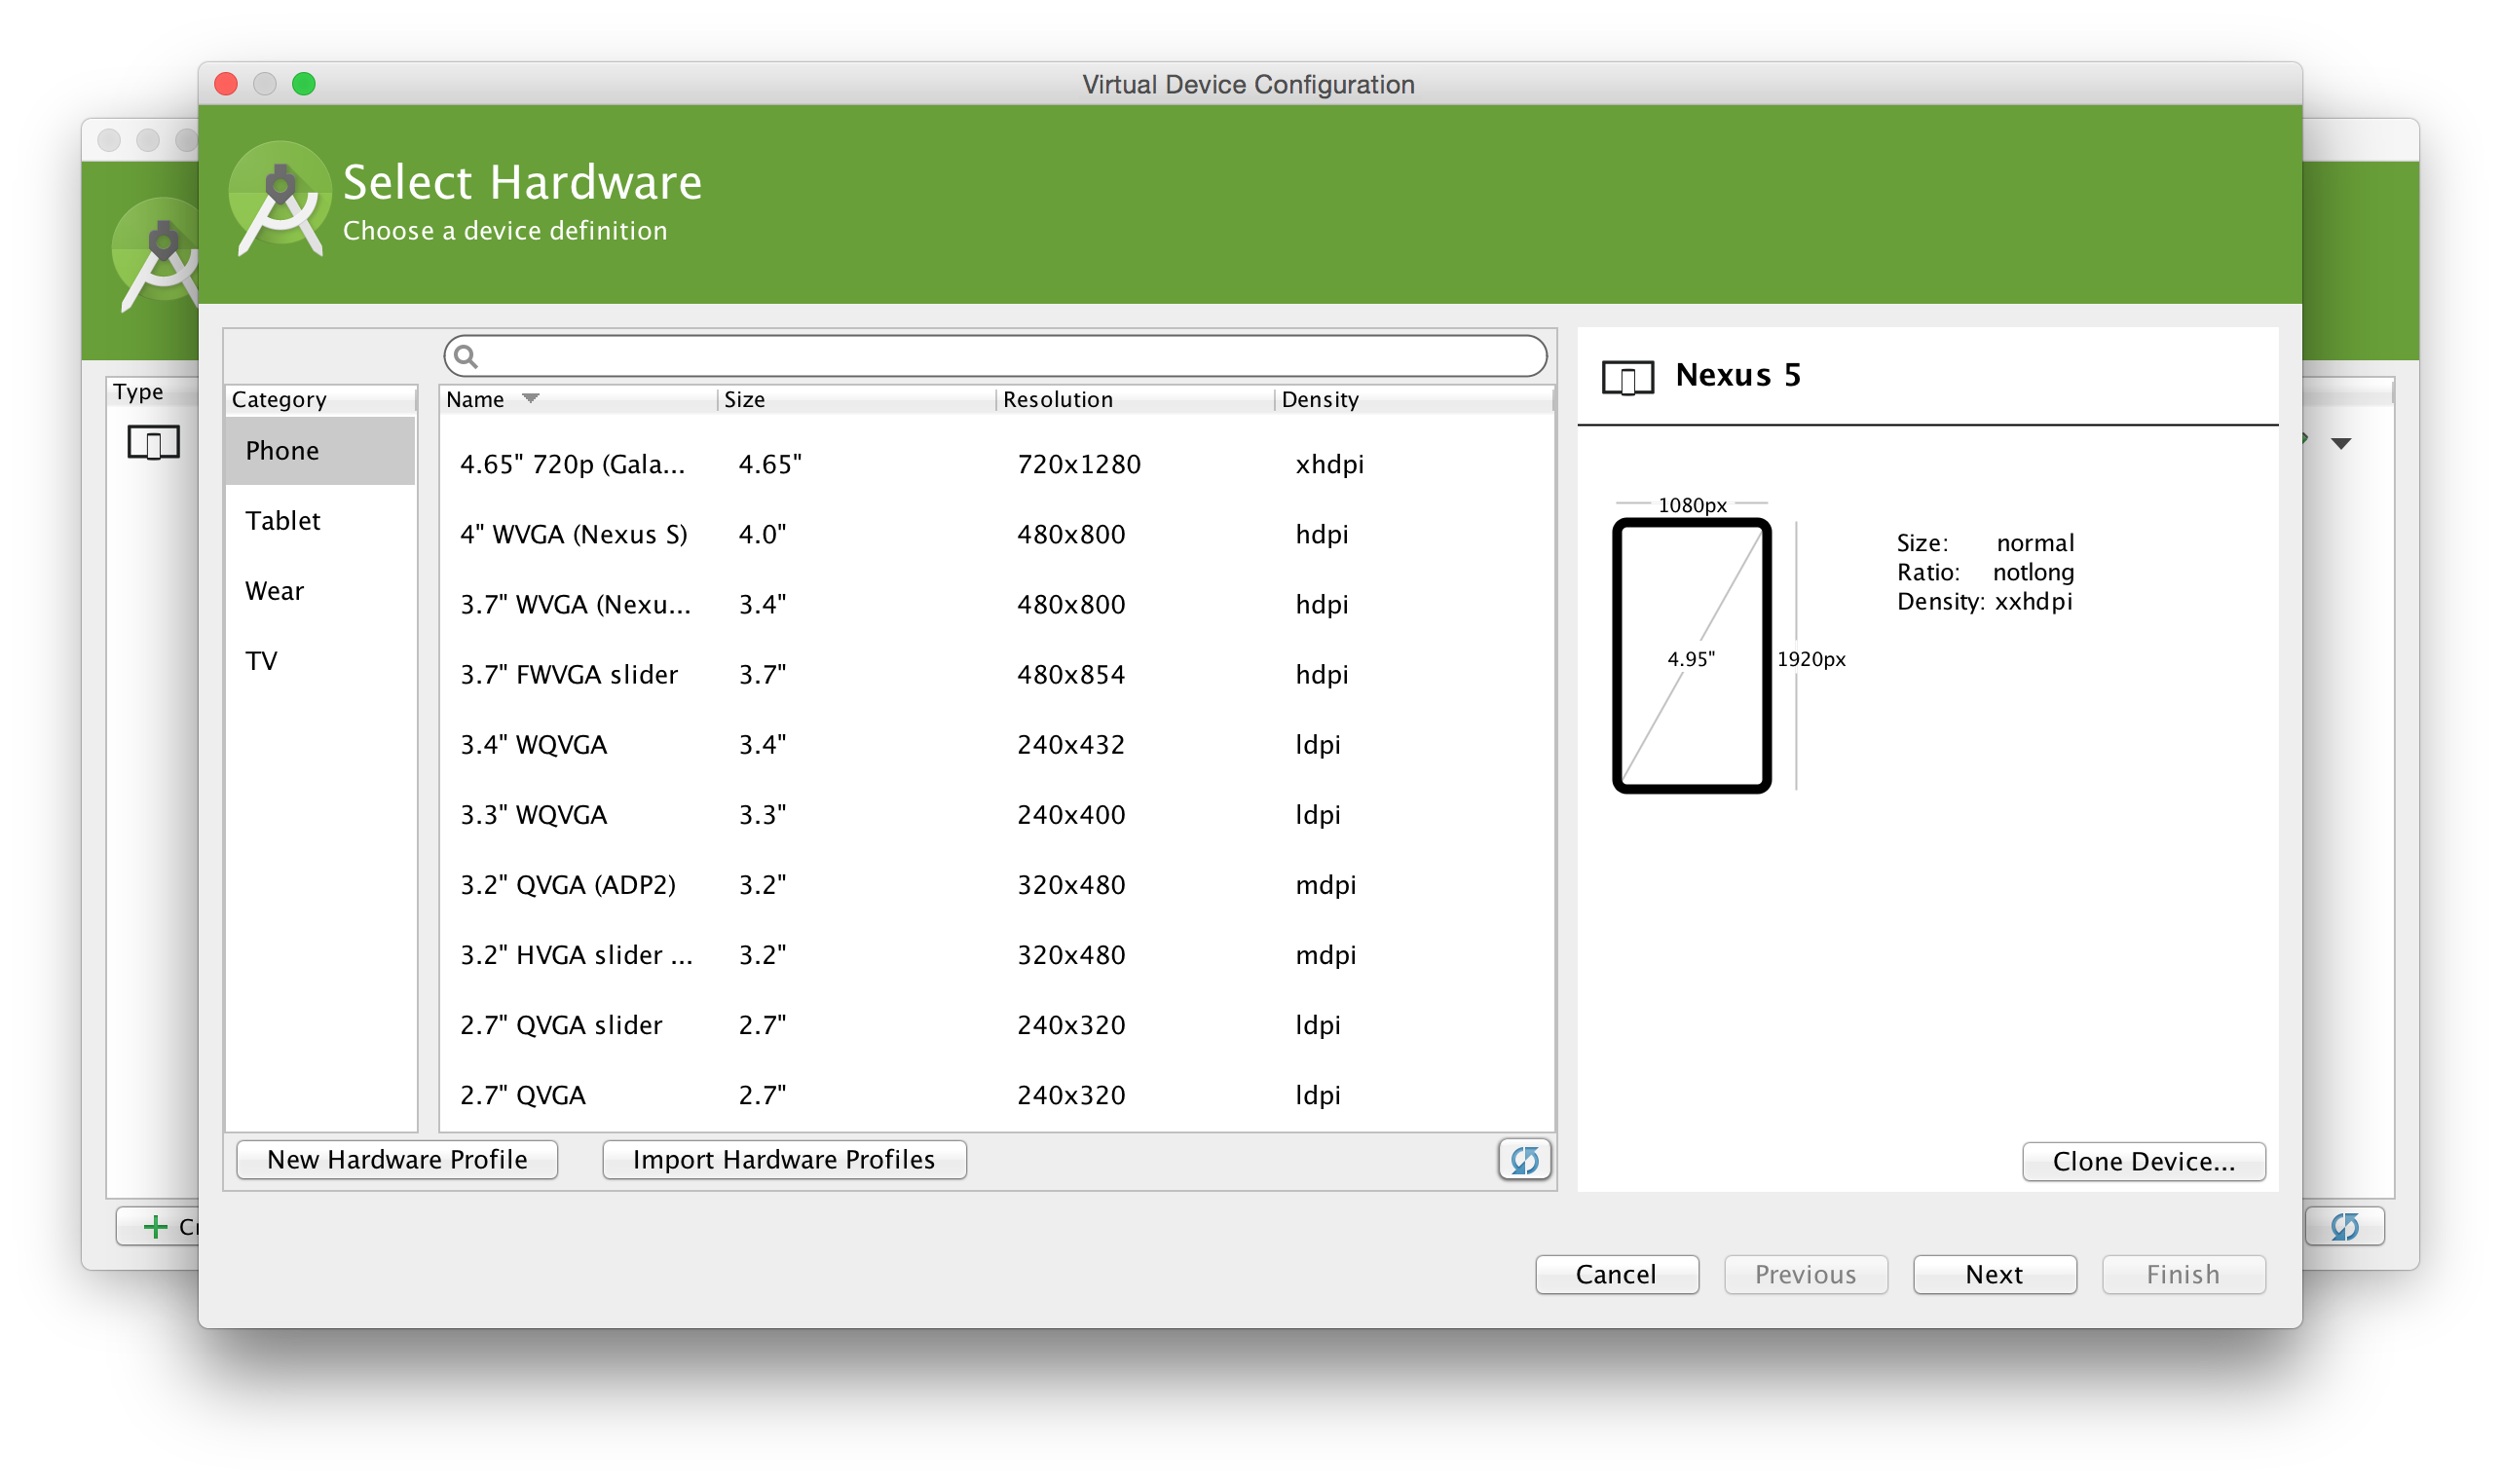 Virtual Device Configuration
Select Hardware
Choose a device definition
Type
Category
Phone
Tablet
Wear
TV
Name Size Resolution Density
4.65" 720p (Gala... 4.65" 720x1280 xhdpi
4" WVGA (Nexus S) 4.0" 480x800 hdpi
3.7" WVGA (Nexu... 3.4" 480x800 hdpi
3.7" FWVGA slider 3.7" 480x854 hdpi
3.4" WQVGA 3.4" 240x432 ldpi
3.3" WQVGA 3.3" 240x400 ldpi
3.2" QVGA (ADP2) 3.2" 320x480 mdpi
3.2" HVGA slider ... 3.2" 320x480 mdpi
2.7" QVGA slider 2.7" 240x320 ldpi
2.7" QVGA 2.7" 240x320 ldpi
New Hardware Profile Import Hardware Profiles
Nexus 5
1080px
4.95"
1920px
Size: normal
Ratio: notlong
Density: xxhdpi
Clone Device...
Cancel Previous Next Finish